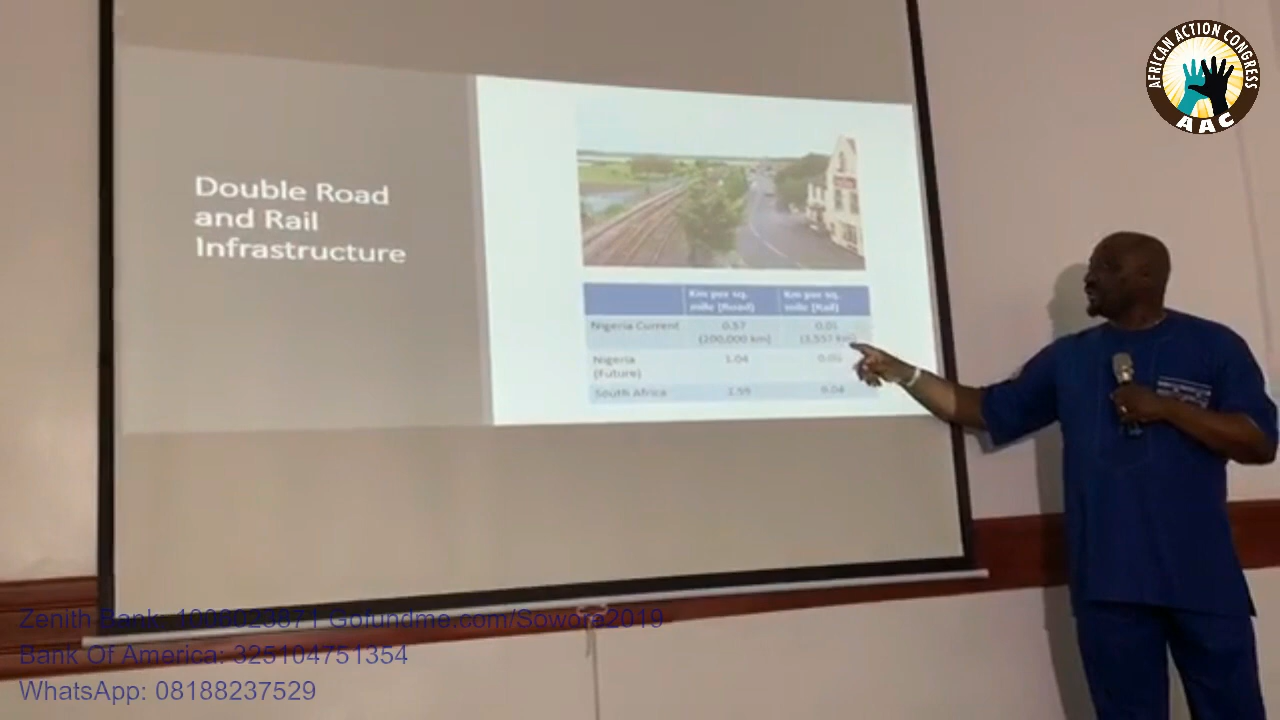 AFRICAN ACTION CONGRESS
AAC
Double Road
and Rail
Infrastructure
Km per sq. mile (Road)
Km per sq. mile (Rail)
Nigeria Current
0.57
(200,000 km)
0.01
Nigeria (Future)
1.04
South Africa
0.04
Zenith Bank: Gofundme.com/Sowore2019
Bank Of America: 325104751354
WhatsApp: 08188237529